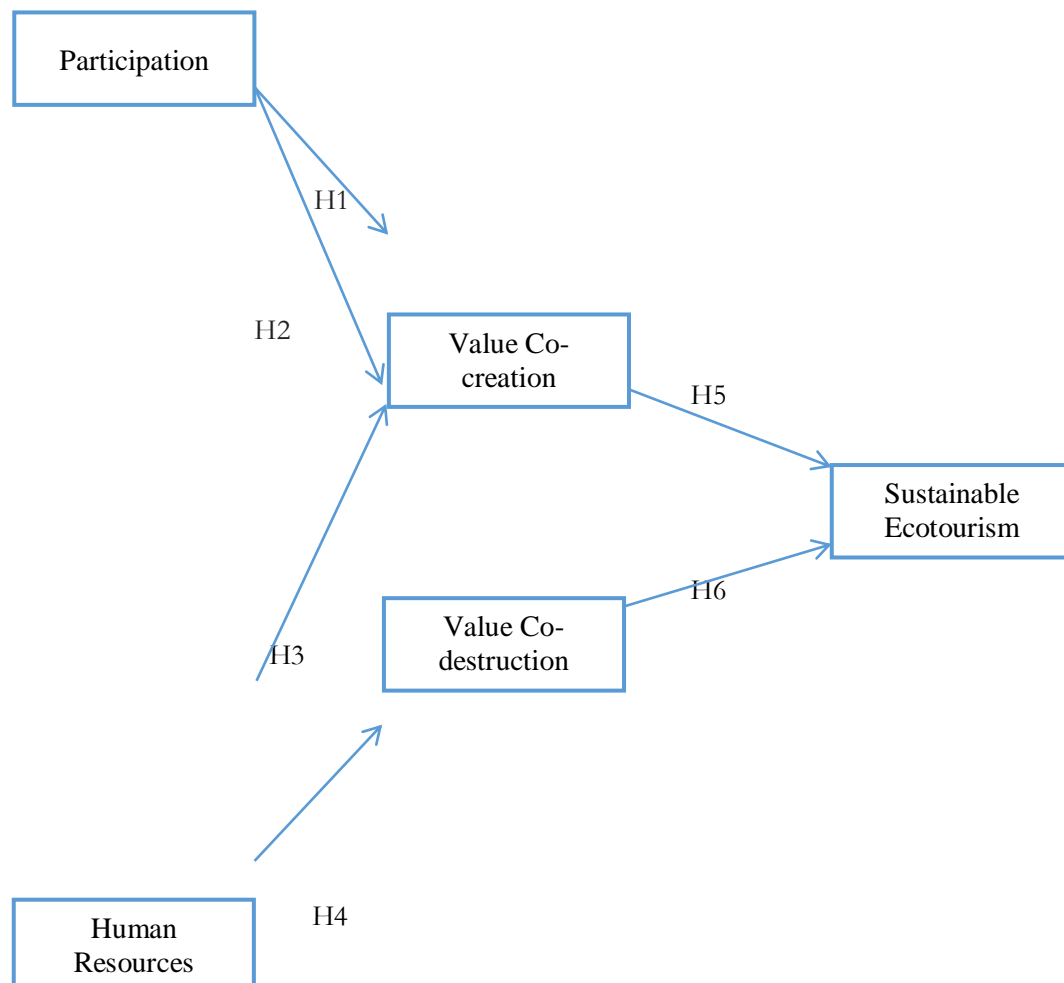 Participation
H1
H2
Value Co-
creation
H5
Sustainable
Ecotourism
H6
Value Co-
destruction
H3
H4
Human
Resources